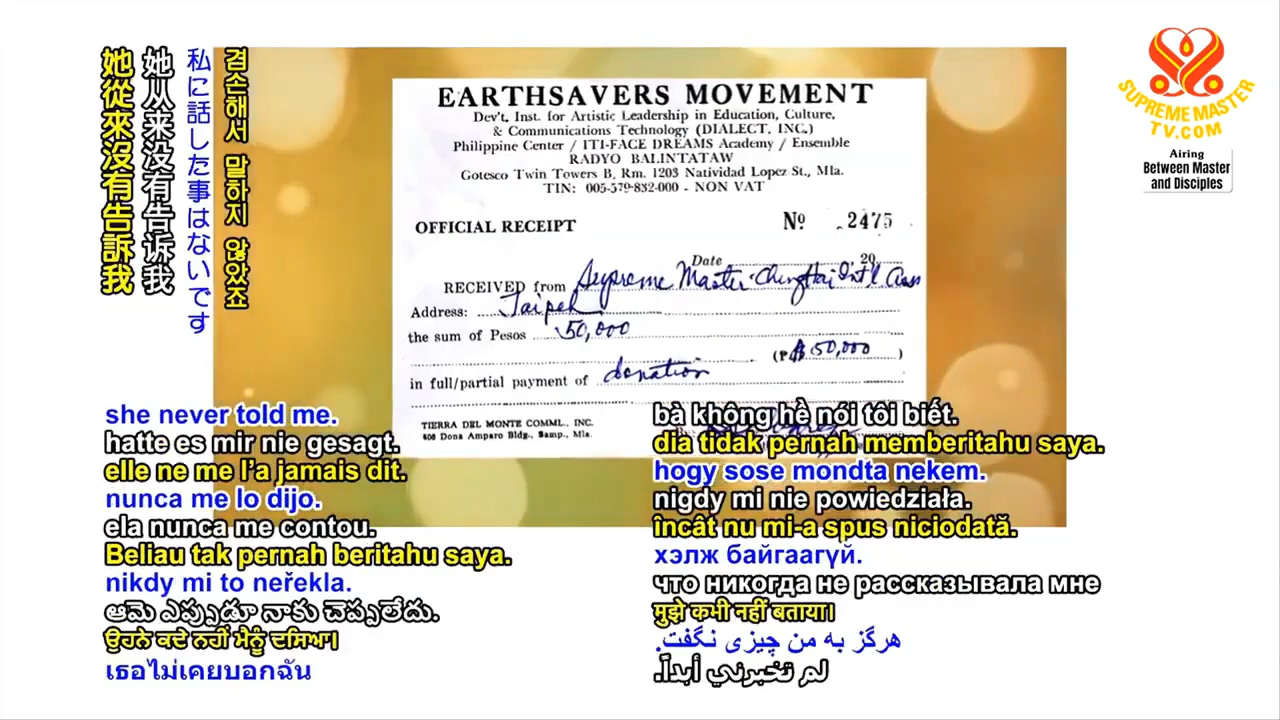 她從來沒有告訴我
她从来没有告诉我
私に話した事はないです
겸손해서 말하지 않았죠
EARTHSAVERS MOVEMENT
Dev't. Inst. for Artistic Leadership in Education, Culture,
& Communications Technology (DIALECT, INC.)
Philippine Center / ITI-FACE DREAMS Academy / Ensemble
RADYO BALINTATAW
Gotesco Twin Towers B, Rm. 1203 Natividad Lopez St., Mla.
TIN: 005-579-832-000 - NON VAT
OFFICIAL RECEIPT Nº 2475
Date 20
RECEIVED from Supreme Master Ching Hai Int'l Assn
Address: Taipeh
the sum of Pesos 50,000
(P 50,000 )
in full/partial payment of donation
TIERRA DEL MONTE COMML., INC.
408 Dona Amparo Bldg., Samp., Mla.
SUPREME MASTER
TV.COM
Airing
Between Master
and Disciples
she never told me.
hatte es mir nie gesagt.
elle ne me l'a jamais dit.
nunca me lo dijo.
ela nunca me contou.
Beliau tak pernah beritahu saya.
nikdy mi to neřekla.
ఆమె ఎప్పుడూ నాకు చెప్పలేదు.
ਉਹਨੇ ਕਦੇ ਨਹੀਂ ਮੈਨੂੰ ਦਸਿਆ।
เธอไม่เคยบอกฉัน
bà không hề nói tôi biết.
dia tidak pernah memberitahu saya.
hogy sose mondta nekem.
nigdy mi nie powiedziała.
încât nu mi-a spus niciodată.
хэлж байгаагүй.
что никогда не рассказывала мне
मुझे कभी नहीं बताया।
هرگز به من چیزی نگفت.
لم تخبرني أبداً.